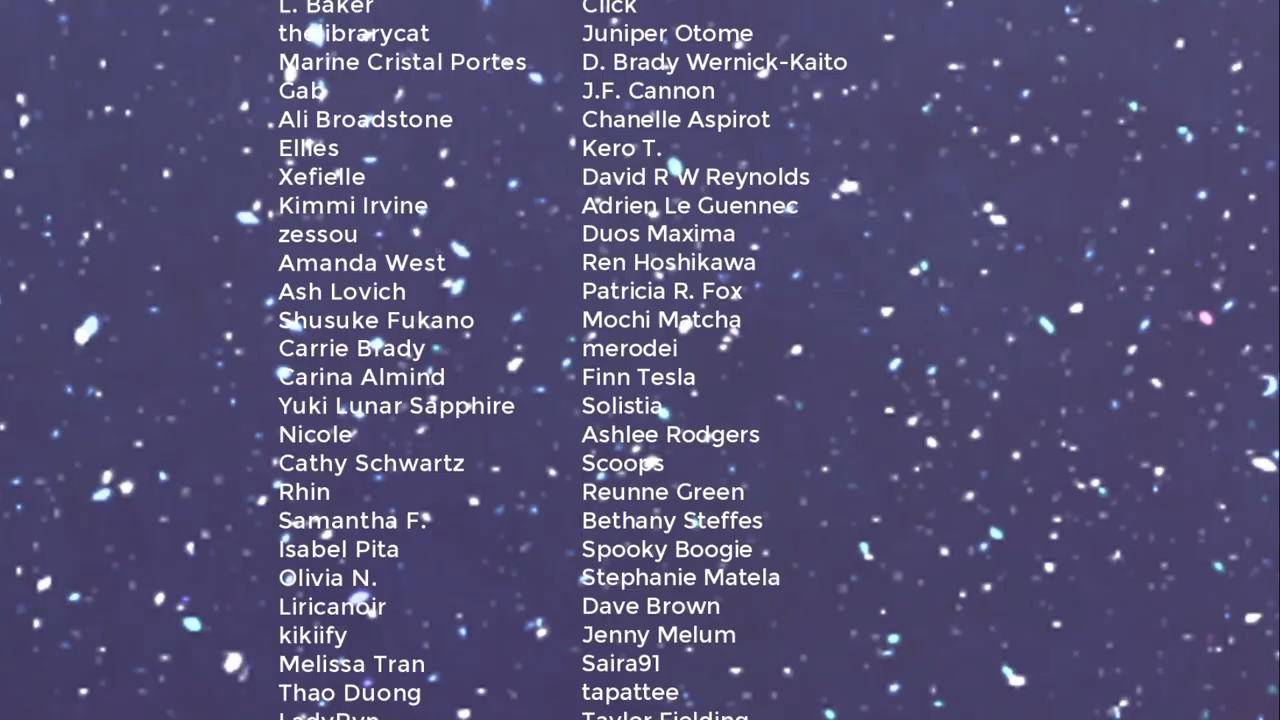 L. Baker
thelibrarycat
Marine Cristal Portes
Gab
Ali Broadstone
Ellies
Xefielle
Kimmi Irvine
zessou
Amanda West
Ash Lovich
Shusuke Fukano
Carrie Brady
Carina Almind
Yuki Lunar Sapphire
Nicole
Cathy Schwartz
Rhin
Samantha F.
Isabel Pita
Olivia N.
Liricanoir
kikiify
Melissa Tran
Thao Duong
Click
Juniper Otome
D. Brady Wernick-Kaito
J.F. Cannon
Chanelle Aspirot
Kero T.
David R W Reynolds
Adrien Le Guennec
Duos Maxima
Ren Hoshikawa
Patricia R. Fox
Mochi Matcha
merodei
Finn Tesla
Solistia
Ashlee Rodgers
Scoops
Reunne Green
Bethany Steffes
Spooky Boogie
Stephanie Matela
Dave Brown
Jenny Melum
Saira91
tapattee
Taylor Fielding